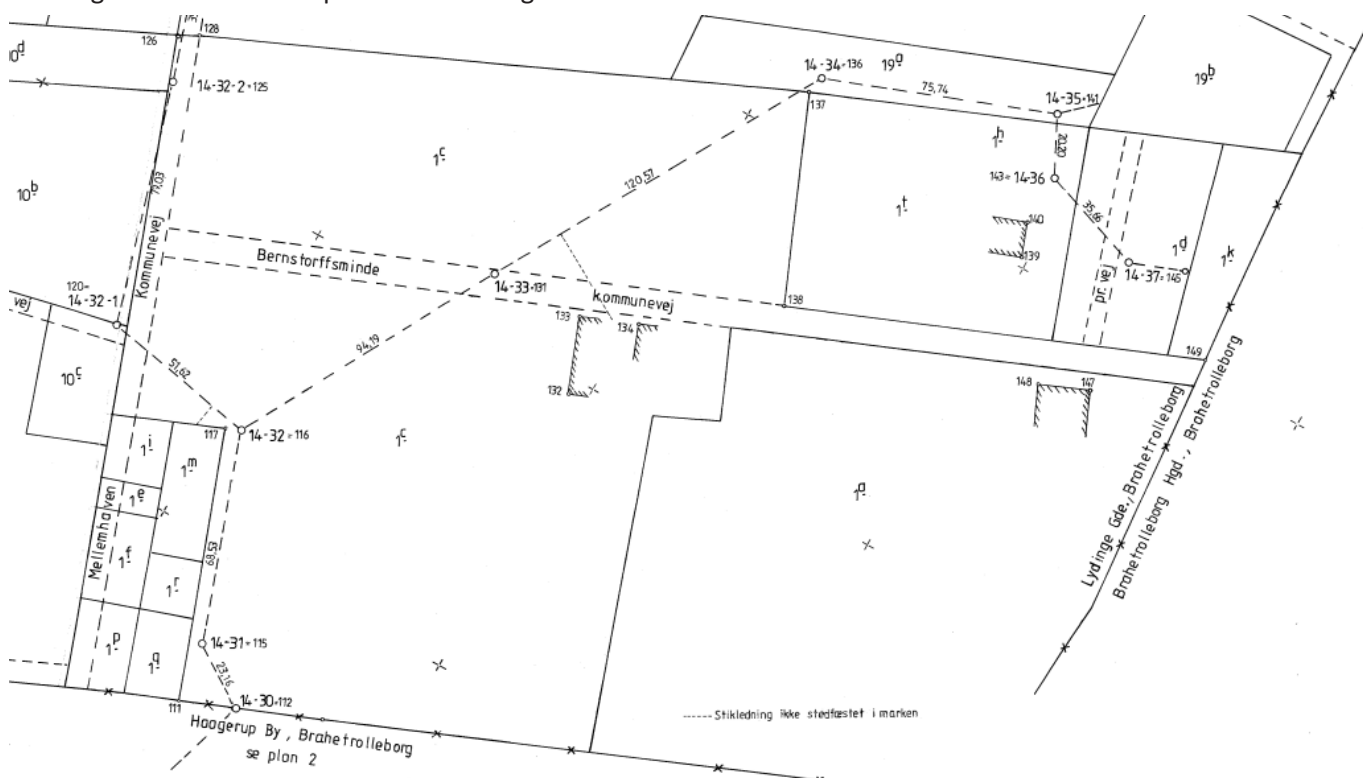 126
128
10d
14-32-2=125
14-34=136
19a
75,74
14-35=141
19b
137
1c
1h
20,20
143=14-36
120,57
79,03
10b
1t
140
139
35,66
1d
1k
14-37=145
pr. vej
Kommunevej
Bernstorffsminde
kommunevej
14-33=131
138
120=
14-32-1
vej
133
134
132
149
94,19
51,62
10c
148
147
117
14-32=116
1c
1i
1m
1e
1a
Mellemhaven
1f
68,53
1r
Lydinge Gde., Brahetrolleborg
Brahetrolleborg Hgd., Brahetrolleborg
1p
1q
14-31=115
23,16
111
14-30=112
Haagerup By, Brahetrolleborg
se plan 2
------ Stikledning ikke stedfæstet i marken